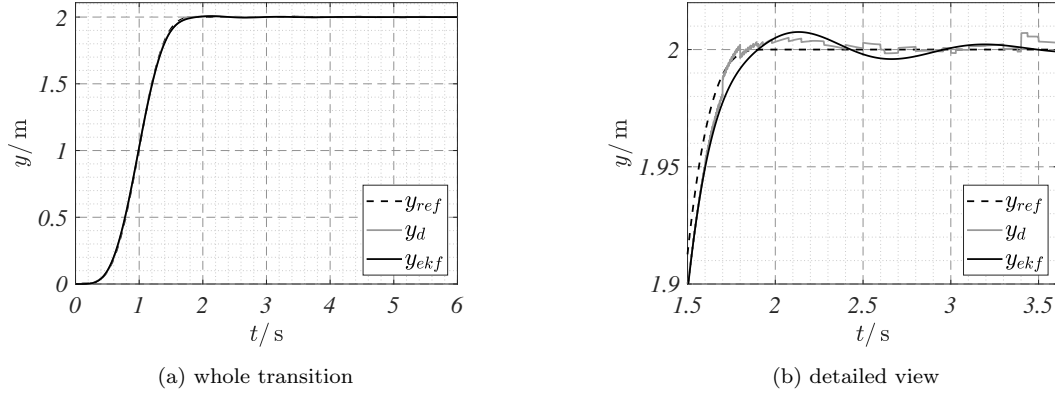 2
1.5
1
0.5
0
y/ m
0 1 2 3 4 5 6
t/ s
y_ref
y_d
y_ekf
(a) whole transition
2
1.95
1.9
y/ m
1.5 2 2.5 3 3.5
t/ s
y_ref
y_d
y_ekf
(b) detailed view